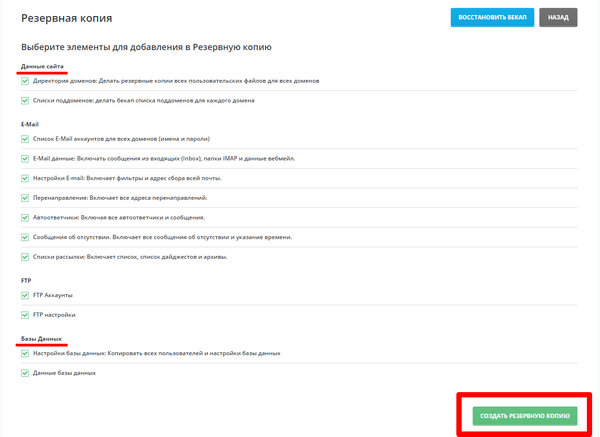 Резервная копия
ВОССТАНОВИТЬ БЕКАП
НАЗАД
Выберите элементы для добавления в Резервную копию
Данные сайта
Директория доменов: Делать резервные копии всех пользовательских файлов для всех доменов
Списки поддоменов: делать бекап списка поддоменов для каждого домена
E-Mail
Список E-Mail аккаунтов для всех доменов (имена и пароли)
E-Mail данные: Включать сообщения из входящих (Inbox), папки IMAP и данные вебмейл.
Настройки E-mail: Включает фильтры и адрес сбора всей почты.
Перенаправления: Включает все адреса перенаправлений.
Автоответчики: Включая все автоответчики и сообщения.
Сообщения об отсутствии. Включает все сообщения об отсутствии и указание времени.
Списки рассылки: Включает список, список дайджестов и архивы.
FTP
FTP Аккаунты
FTP настройки
Базы Данных
Настройки базы данных: Копировать всех пользователей и настройки базы данных
Данные базы данных
СОЗДАТЬ РЕЗЕРВНУЮ КОПИЮ